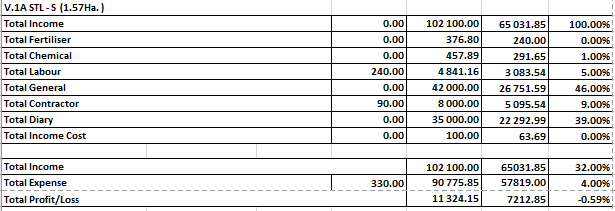 V.1A STL - S (1.57Ha. )
Total Income 0.00 102 100.00 65 031.85 100.00%
Total Fertiliser 0.00 376.80 240.00 0.00%
Total Chemical 0.00 457.89 291.65 1.00%
Total Labour 240.00 4 841.16 3 083.54 5.00%
Total General 0.00 42 000.00 26 751.59 46.00%
Total Contractor 90.00 8 000.00 5 095.54 9.00%
Total Diary 0.00 35 000.00 22 292.99 39.00%
Total Income Cost 0.00 100.00 63.69 0.00%
Total Income 102 100.00 65031.85 32.00%
Total Expense 330.00 90 775.85 57819.00 4.00%
Total Profit/Loss 11 324.15 7212.85 -0.59%